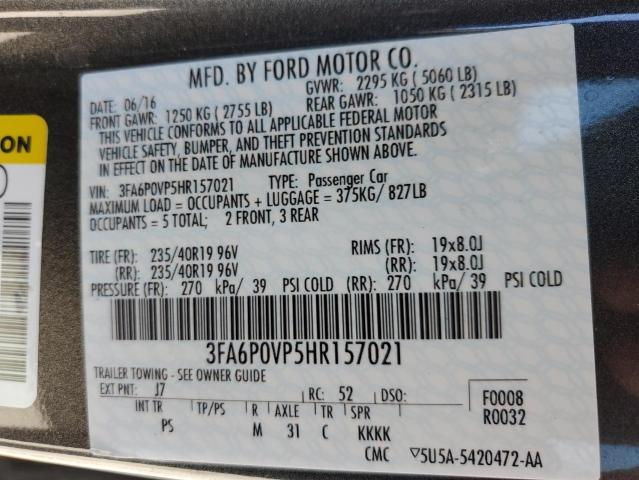 MFD. BY FORD MOTOR CO.
DATE: 06/16 GVWR: 2295 KG ( 5060 LB)
FRONT GAWR: 1250 KG ( 2755 LB) REAR GAWR: 1050 KG ( 2315 LB)
THIS VEHICLE CONFORMS TO ALL APPLICABLE FEDERAL MOTOR
VEHICLE SAFETY, BUMPER, AND THEFT PREVENTION STANDARDS
IN EFFECT ON THE DATE OF MANUFACTURE SHOWN ABOVE.
VIN: 3FA6P0VP5HR157021 TYPE: Passenger Car
MAXIMUM LOAD = OCCUPANTS + LUGGAGE = 375KG/ 827LB
OCCUPANTS = 5 TOTAL; 2 FRONT, 3 REAR
TIRE (FR): 235/40R19 96V RIMS (FR): 19x8.0J
(RR): 235/40R19 96V (RR): 19x8.0J
PRESSURE (FR): 270 kPa/ 39 PSI COLD (RR): 270 kPa/ 39 PSI COLD
3FA6P0VP5HR157021
TRAILER TOWING - SEE OWNER GUIDE
EXT PNT: J7 RC: 52 DSO:
F0008
R0032
INT TR TP/PS R AXLE TR SPR
PS M 31 C KKKK
CMC ▽5U5A-5420472-AA
ON